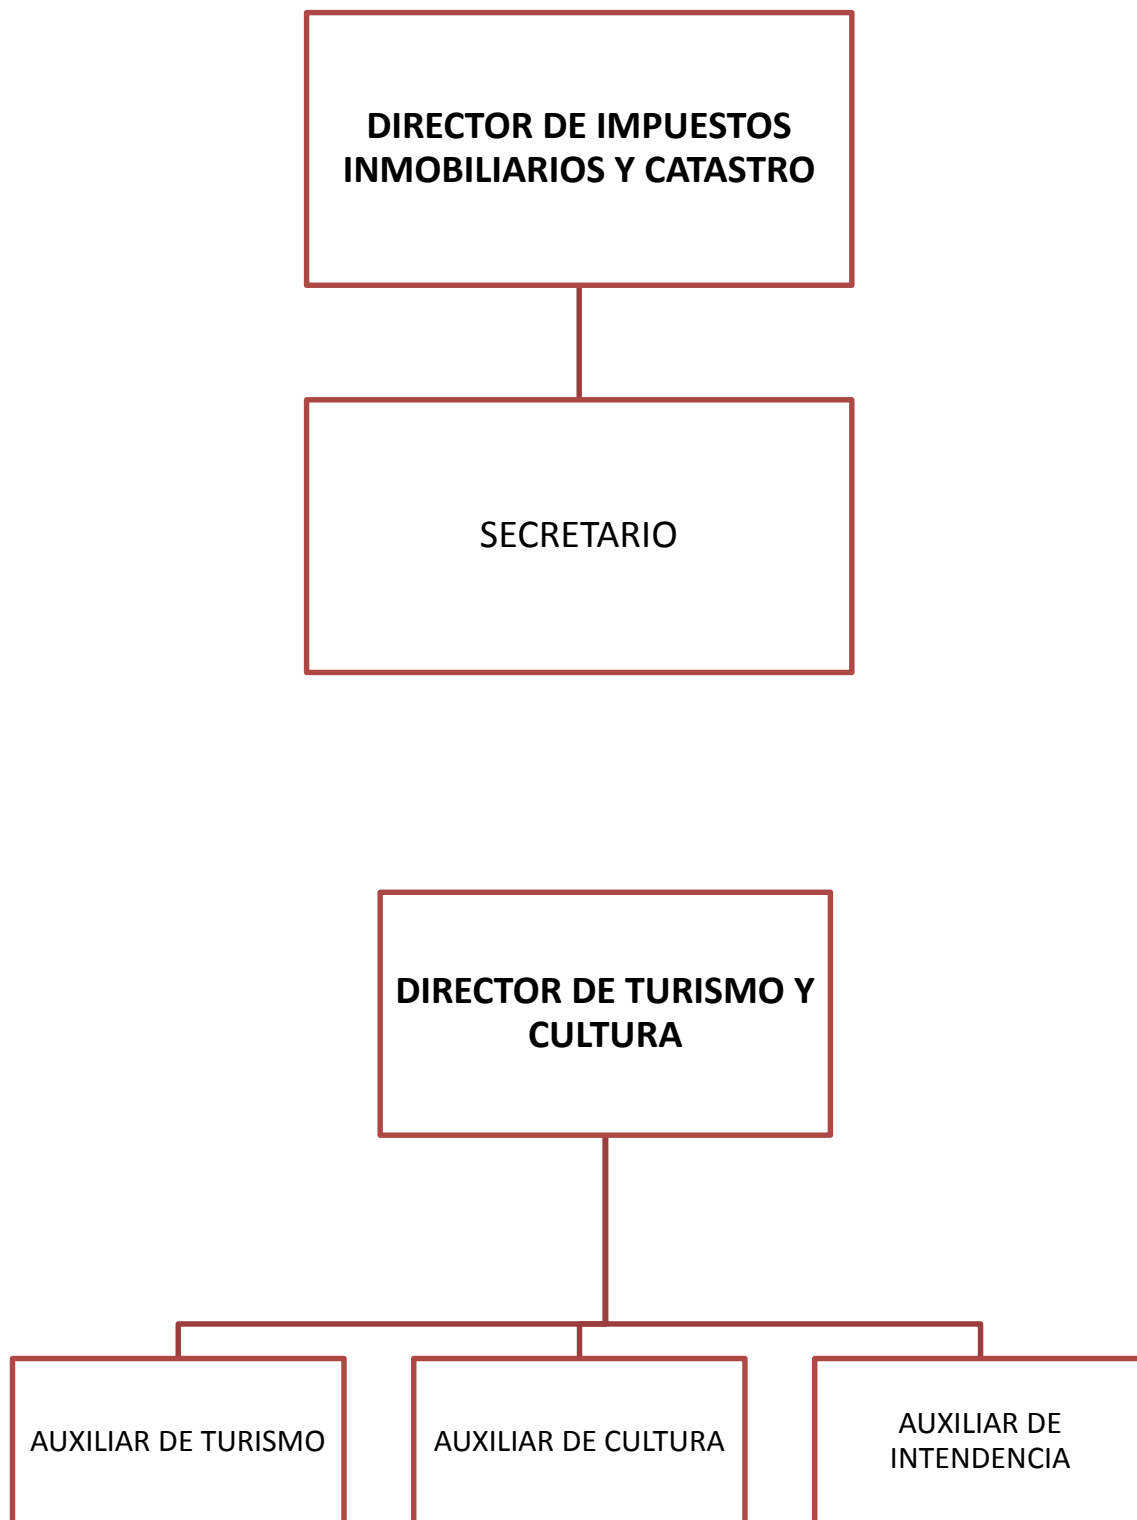 DIRECTOR DE IMPUESTOS
INMOBILIARIOS Y CATASTRO
SECRETARIO
DIRECTOR DE TURISMO Y
CULTURA
AUXILIAR DE TURISMO
AUXILIAR DE CULTURA
AUXILIAR DE
INTENDENCIA